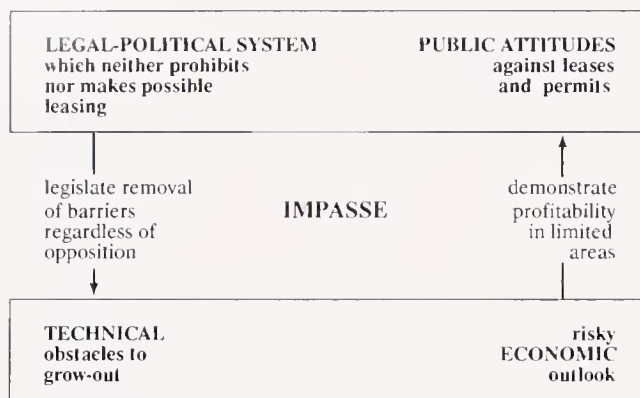 LEGAL-POLITICAL SYSTEM
which neither prohibits
nor makes possible
leasing
PUBLIC ATTITUDES
against leases
and permits
legislate removal
of barriers
regardless of
opposition
IMPASSE
demonstrate
profitability
in limited
areas
TECHNICAL
obstacles to
grow-out
risky
ECONOMIC
outlook